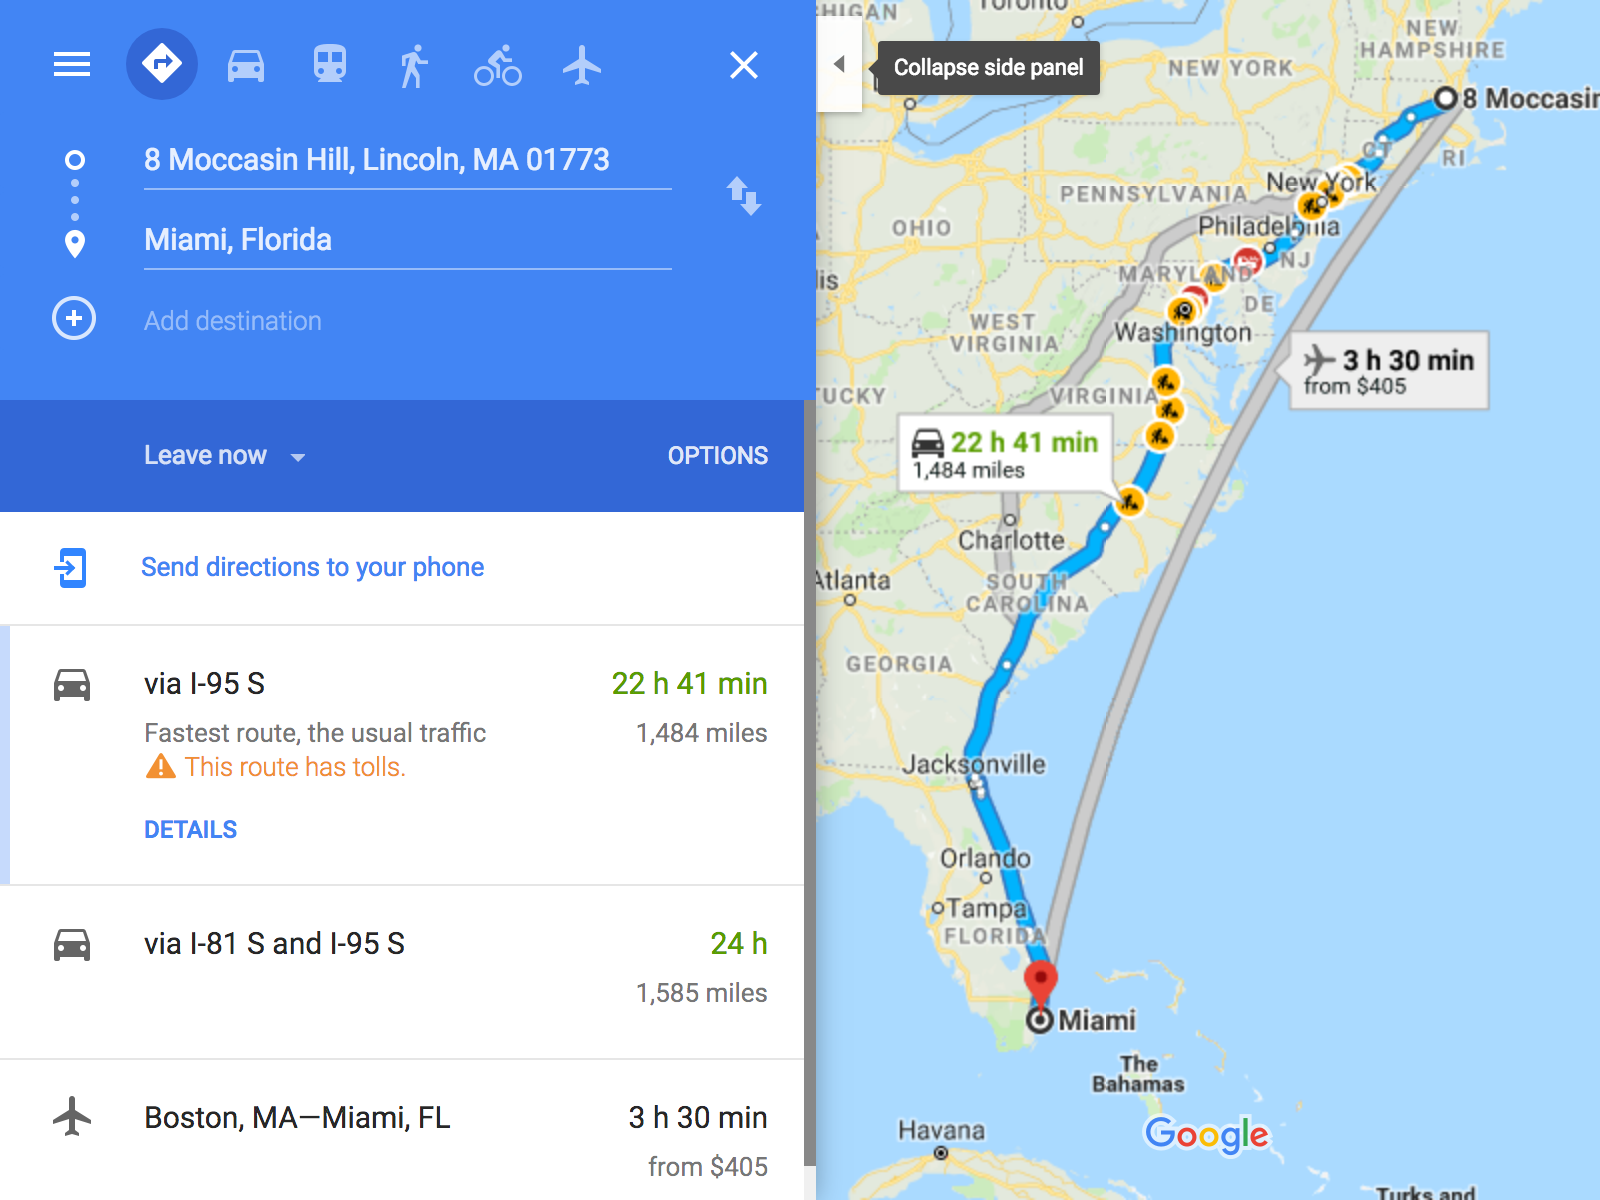 8 Moccasin Hill, Lincoln, MA 01773
Miami, Florida
Add destination
Leave now
OPTIONS
Send directions to your phone
via I-95 S
22 h 41 min
Fastest route, the usual traffic
1,484 miles
This route has tolls.
DETAILS
via I-81 S and I-95 S
24 h
1,585 miles
Boston, MA—Miami, FL
3 h 30 min
from $405
Collapse side panel
HIGAN
Toronto
NEW
HAMPSHIRE
NEW YORK
8 Moccasin
CT
RI
PENNSYLVANIA
New York
OHIO
Philadelphia
NJ
MARYLAND
lis
DE
WEST
VIRGINIA
Washington
3 h 30 min
from $405
TUCKY
VIRGINIA
22 h 41 min
1,484 miles
Charlotte
Atlanta
SOUTH
CAROLINA
GEORGIA
Jacksonville
Orlando
Tampa
FLORIDA
Miami
The
Bahamas
Google
Havana
Turks and